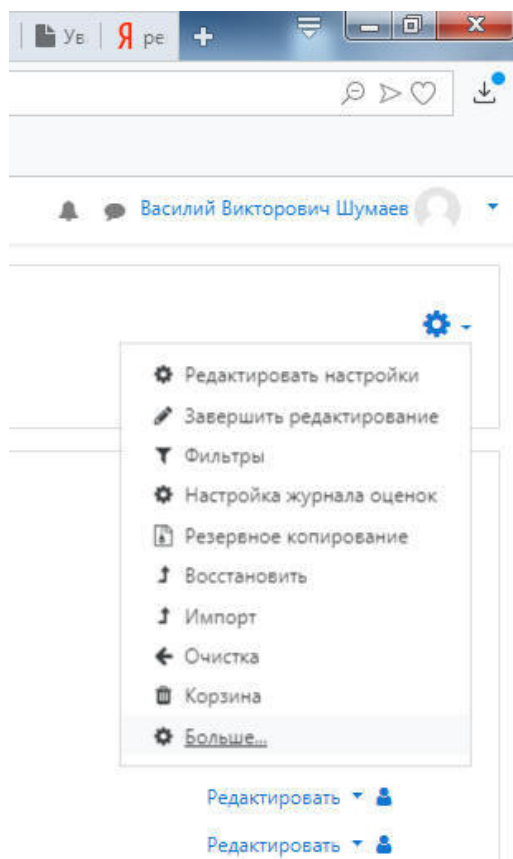 Ув Я ре
Василий Викторович Шумаев
Редактировать настройки
Завершить редактирование
Фильтры
Настройка журнала оценок
Резервное копирование
Восстановить
Импорт
Очистка
Корзина
Больше...
Редактировать
Редактировать